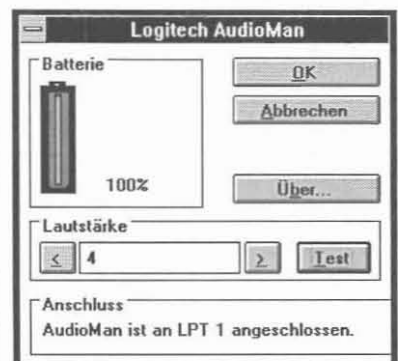 Logitech AudioMan
Batterie
OK
Abbrechen
100%
Über...
Lautstärke
< 4 > Test
Anschluss
AudioMan ist an LPT 1 angeschlossen.